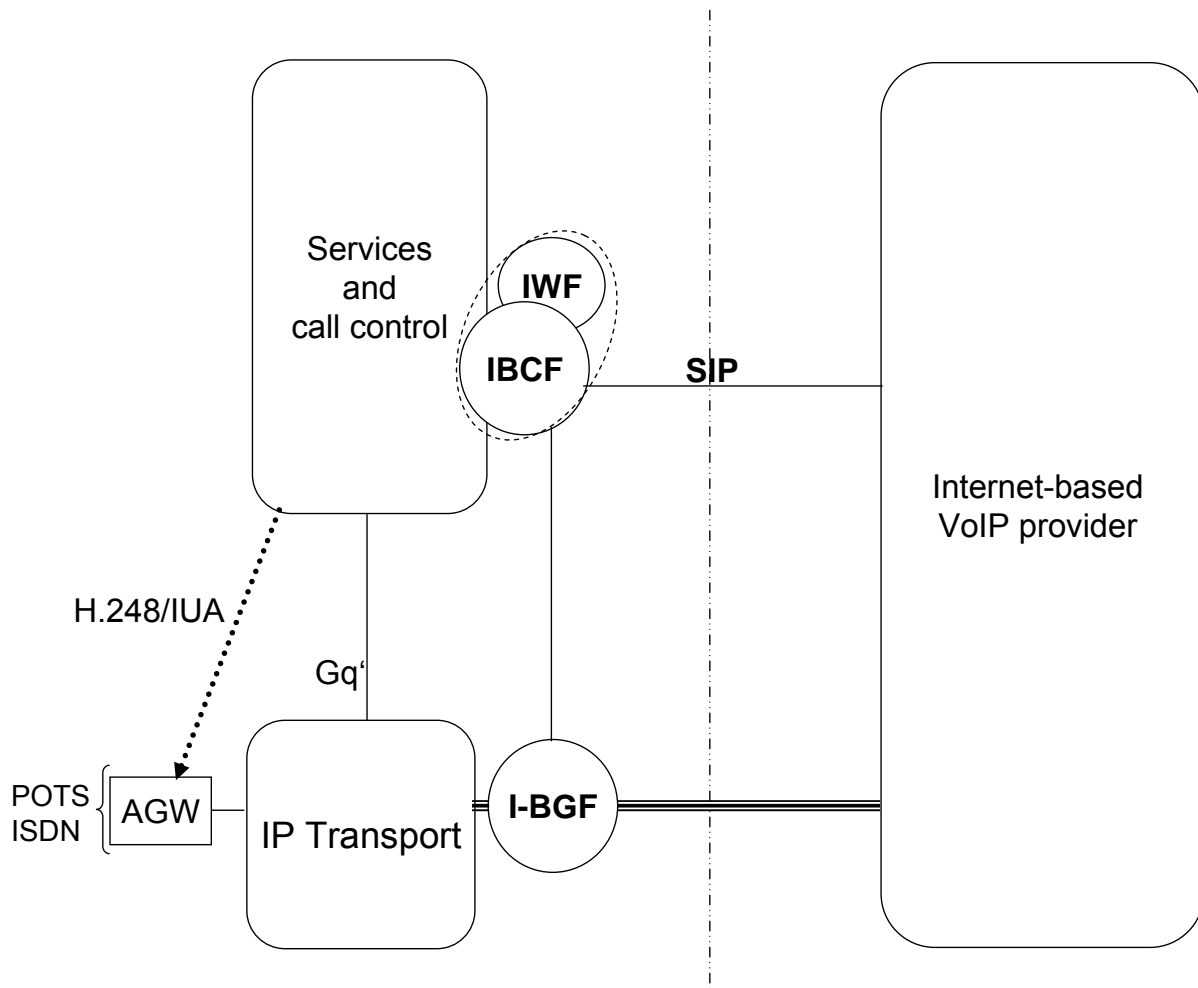 Services
and
call control
IWF
IBCF
SIP
Internet-based
VoIP provider
H.248/IUA
Gq‘
POTS
ISDN
AGW
IP Transport
I-BGF